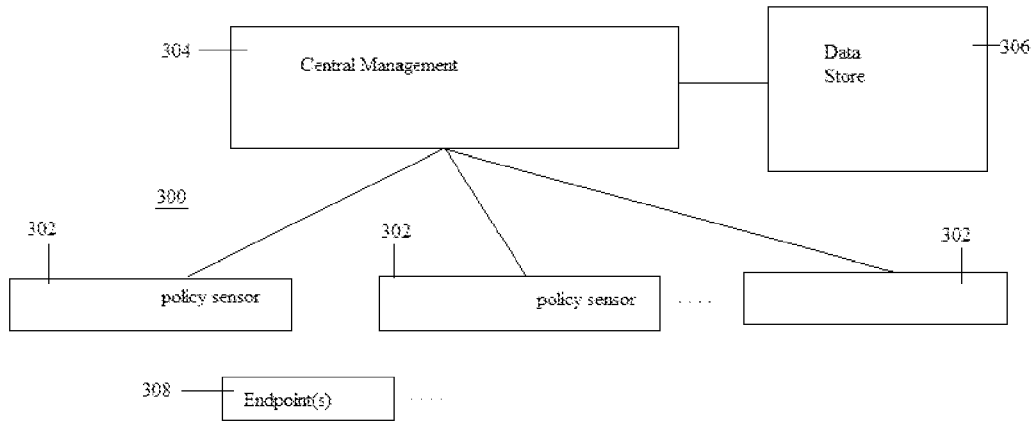 304
Central Management
Data
Store
306
300
302
302
302
policy sensor
policy sensor
. . . .
308
Endpoint(s)
. . . .